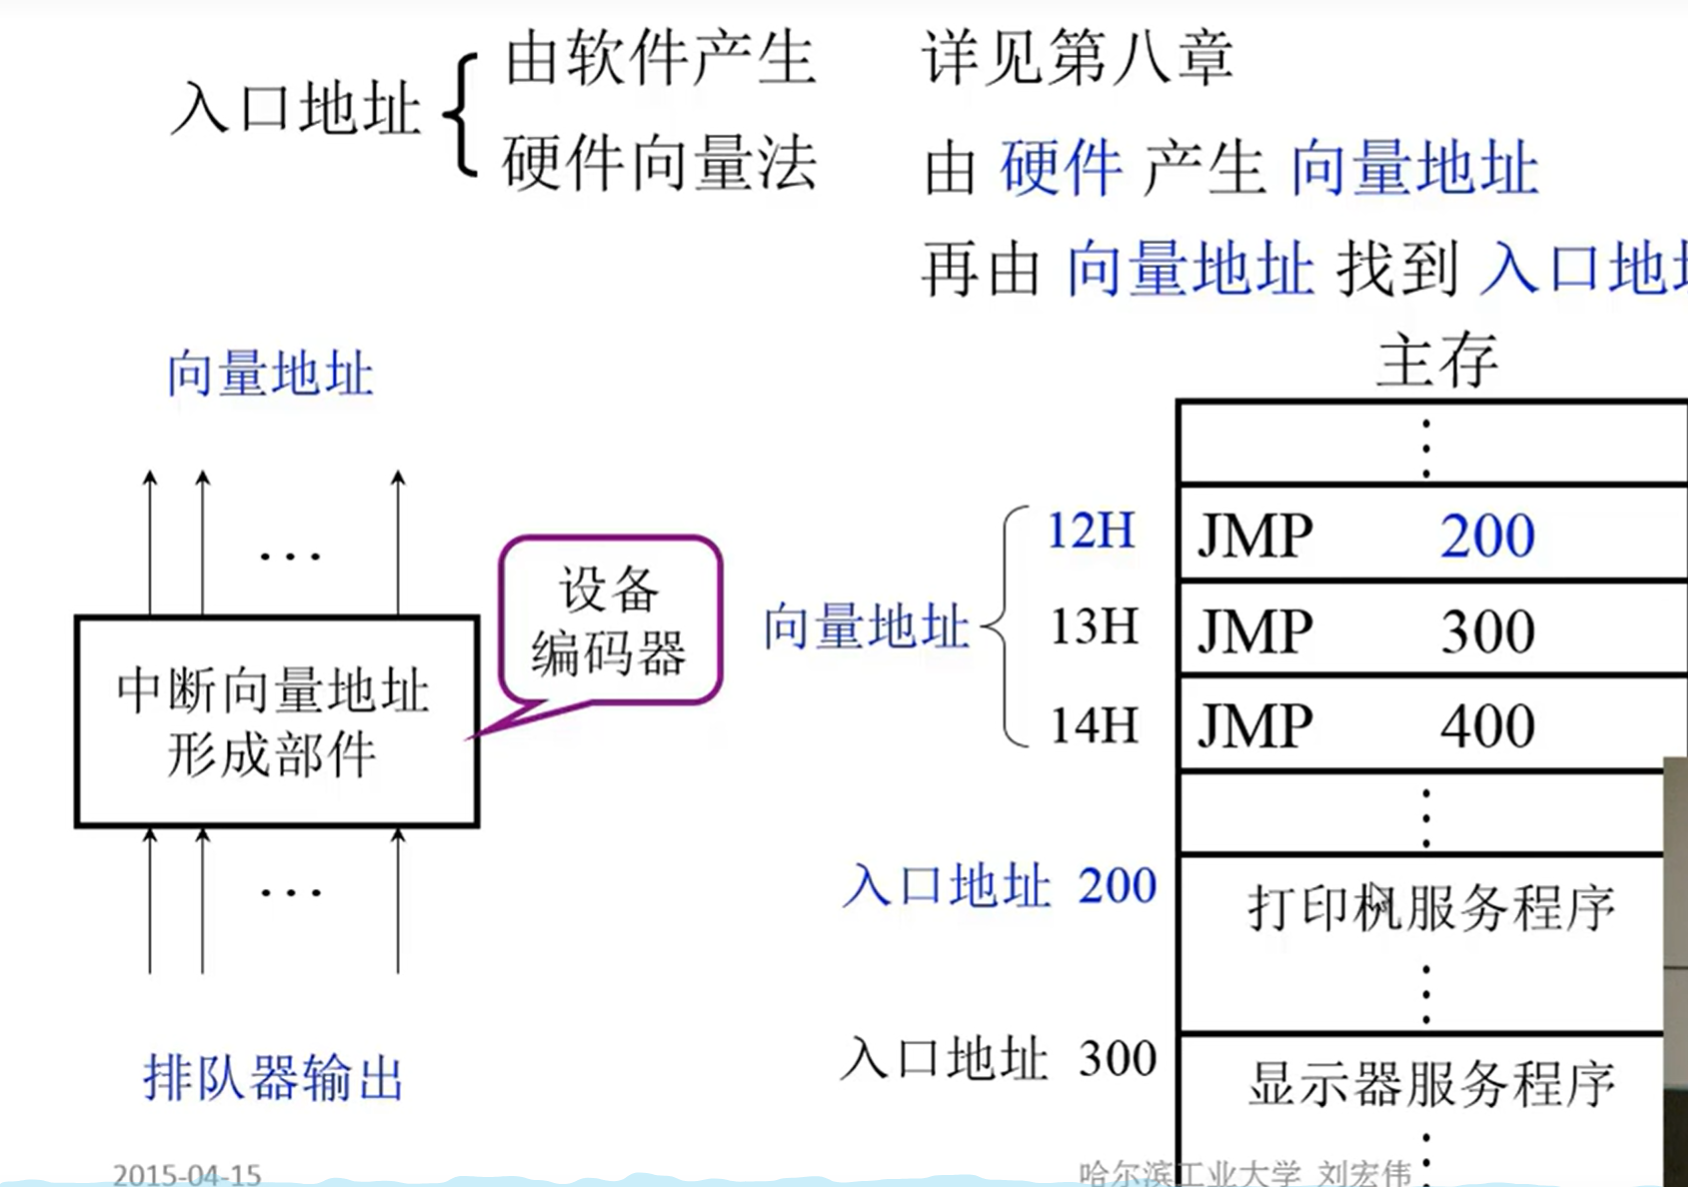 入口地址
由软件产生 详见第八章
硬件向量法 由 硬件 产生 向量地址
再由 向量地址 找到 入口地
向量地址
中断向量地址
形成部件
设备
编码器
排队器输出
主存
向量地址
12H JMP 200
13H JMP 300
14H JMP 400
入口地址 200 打印机服务程序
入口地址 300 显示器服务程序
2015-04-15 哈尔滨工业大学 刘宏伟